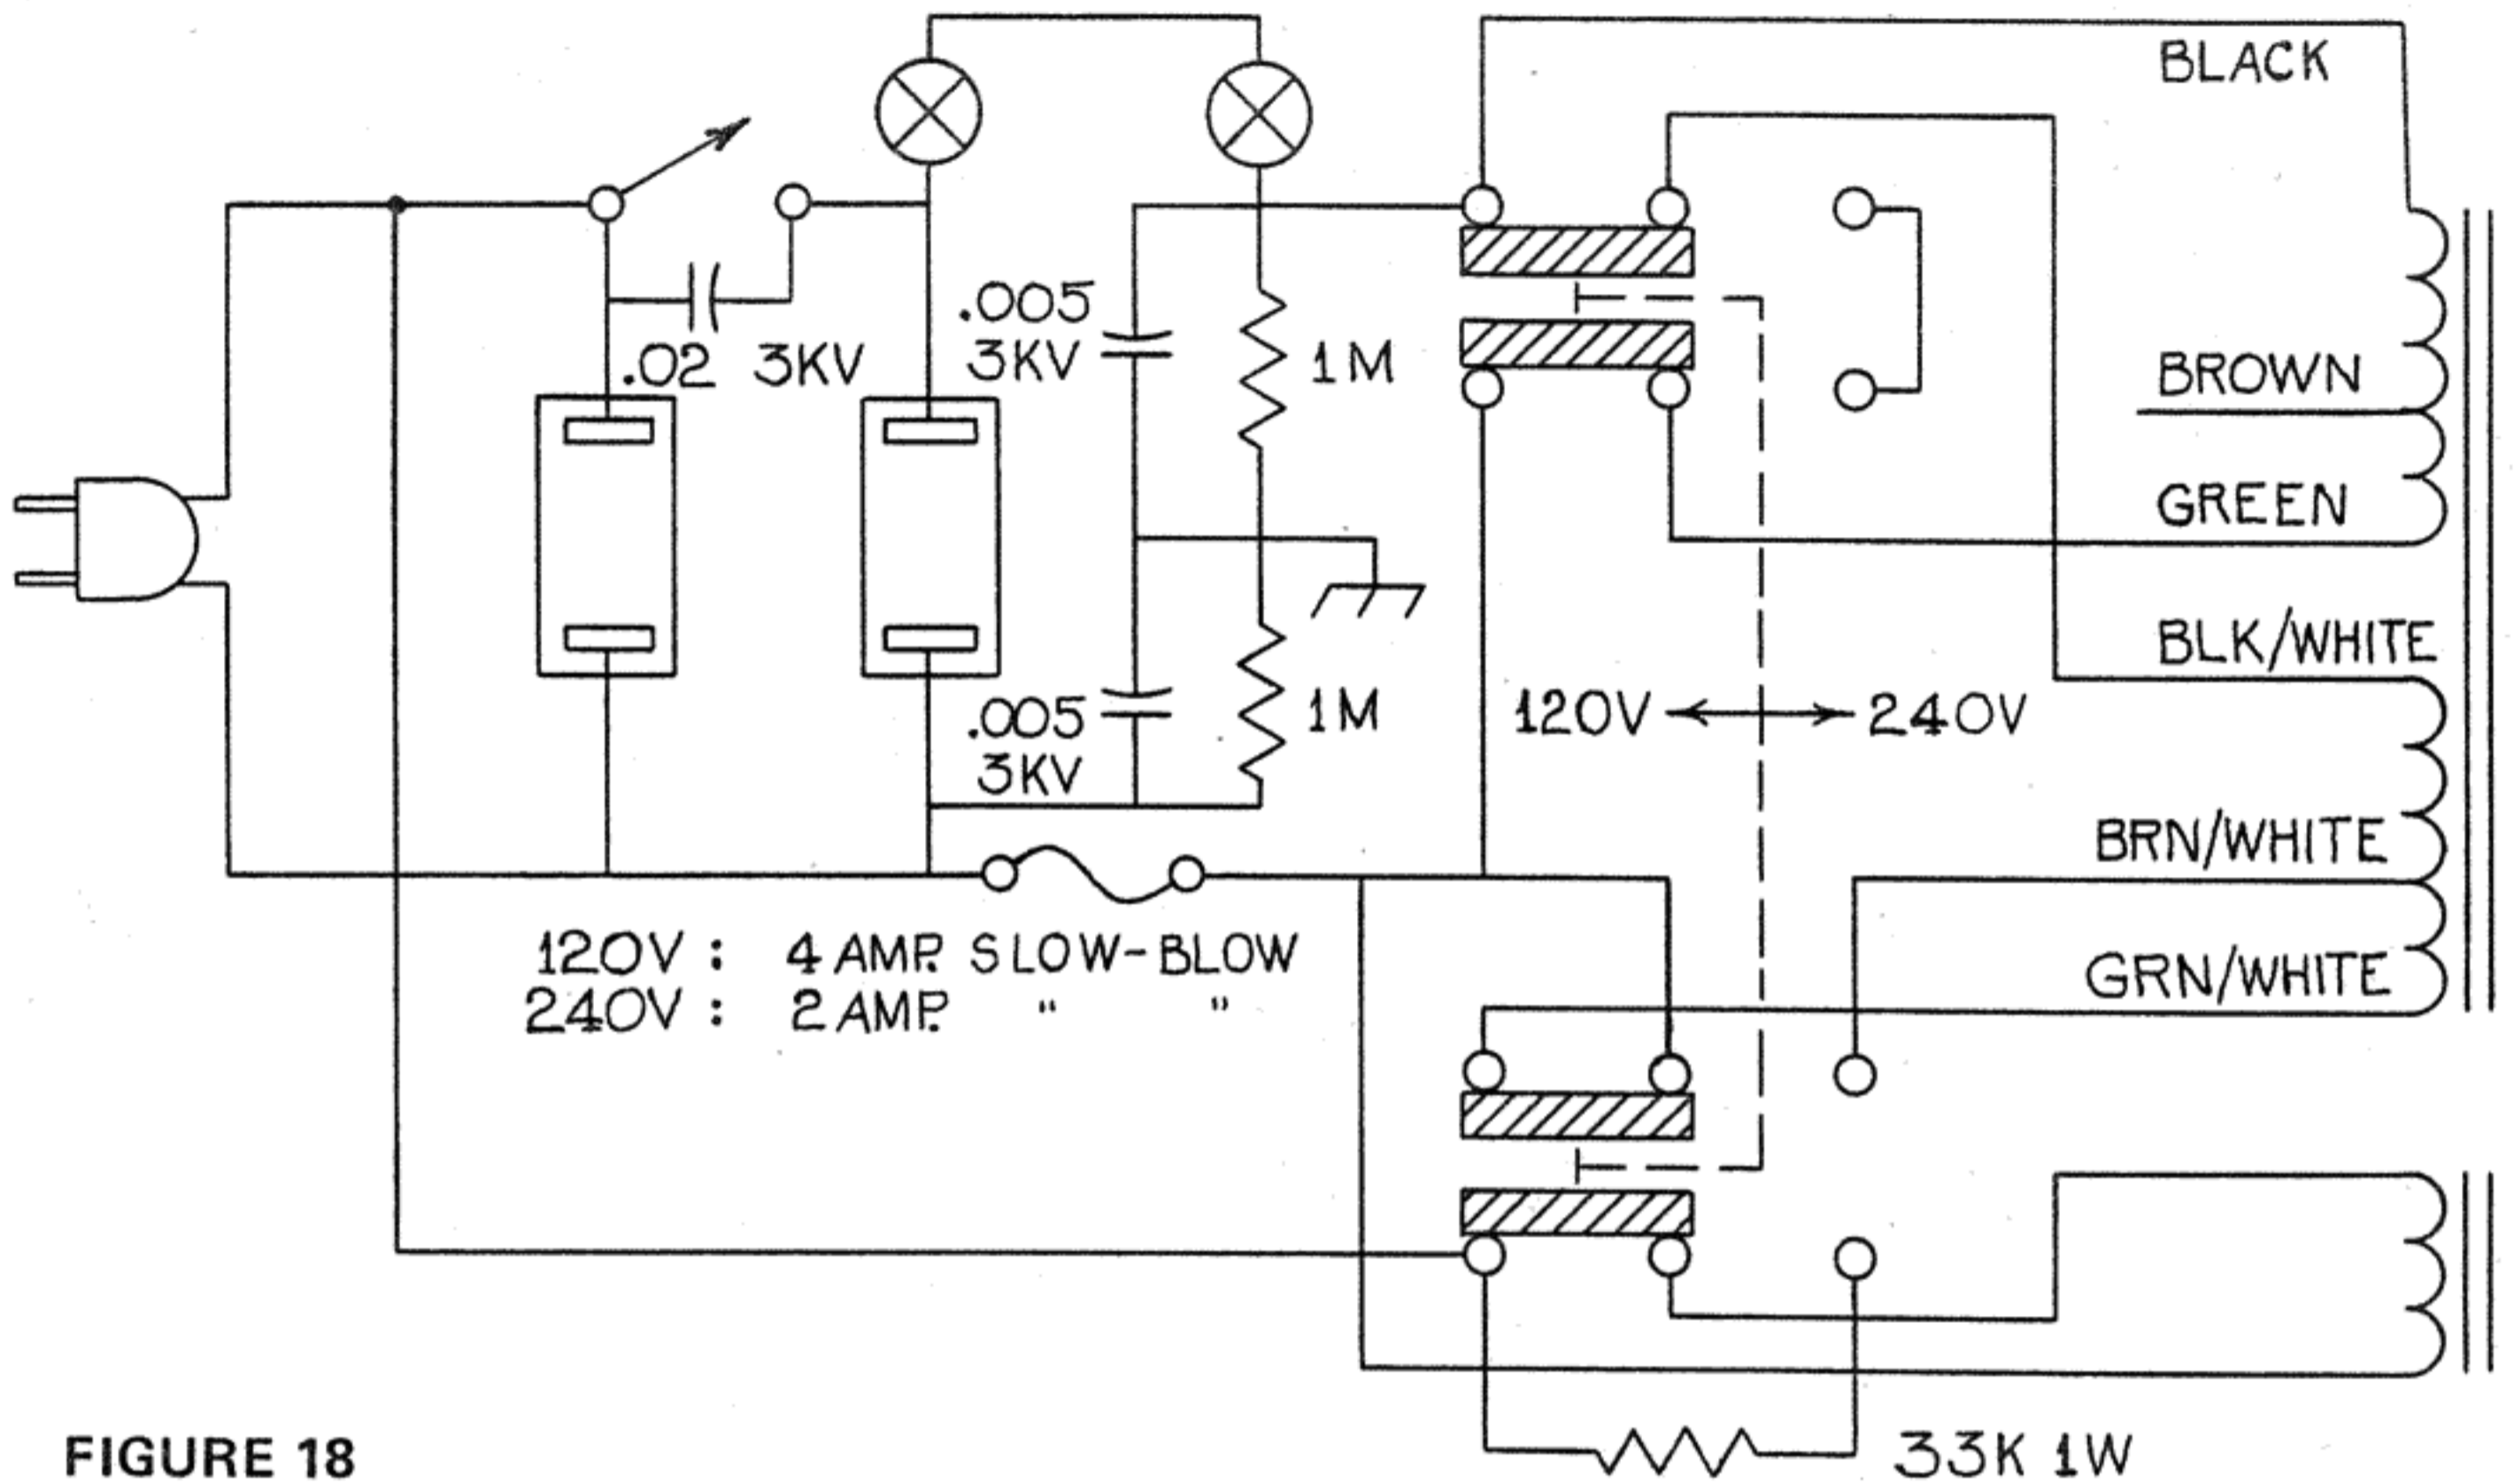 BLACK
.02 3KV
.005
3KV
1M
BROWN
GREEN
BLK/WHITE
.005
3KV
1M
120V
240V
BRN/WHITE
120V : 4 AMP. SLOW-BLOW
240V : 2 AMP. " "
GRN/WHITE
33K 1W
FIGURE 18